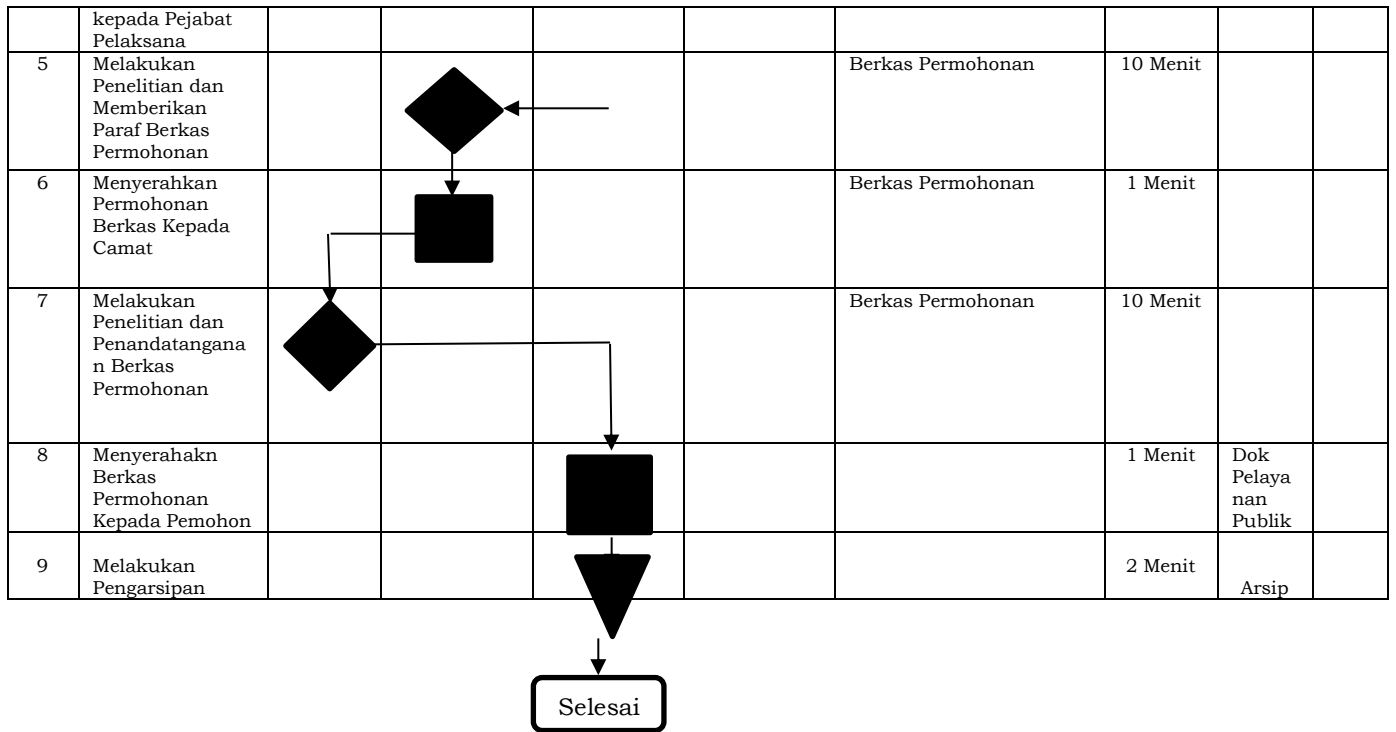 kepada Pejabat
Pelaksana
5 Melakukan Berkas Permohonan 10 Menit
Penelitian dan
Memberikan
Paraf Berkas
Permohonan
6 Menyerahkan Berkas Permohonan 1 Menit
Permohonan
Berkas Kepada
Camat
7 Melakukan Berkas Permohonan 10 Menit
Penelitian dan
Penandatangana
n Berkas
Permohonan
8 Menyerahakn 1 Menit Dok
Berkas Pelaya
Permohonan nan
Kepada Pemohon Publik
9 Melakukan 2 Menit
Pengarsipan Arsip
Selesai